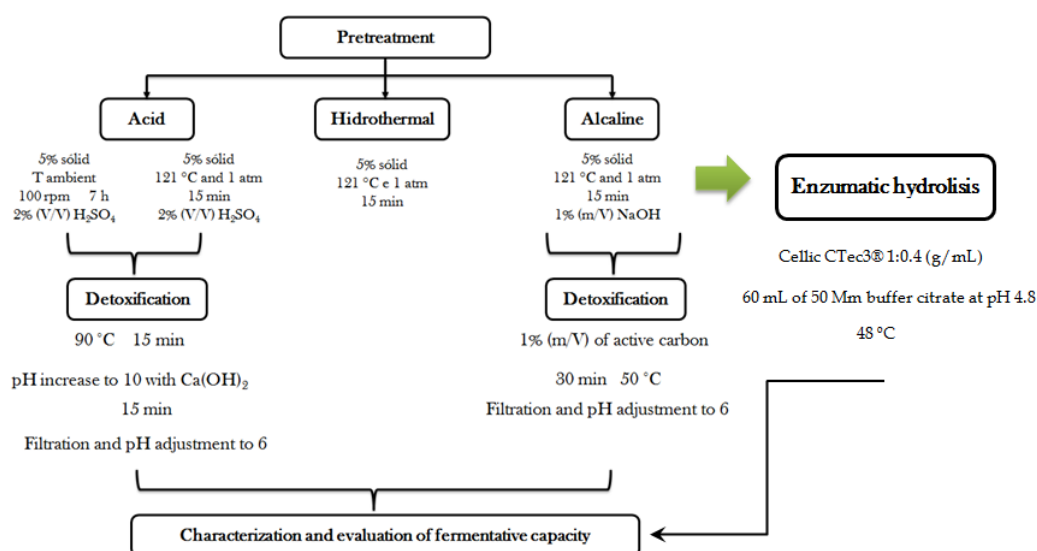 Pretreatment
Acid
Hidrothermal
Alcaline
5% sólid
T ambient
100 rpm 7 h
2% (V/V) H₂SO₄
5% sólid
121 °C and 1 atm
15 min
2% (V/V) H₂SO₄
5% sólid
121 °C e 1 atm
15 min
5% sólid
121 °C and 1 atm
15 min
1% (m/V) NaOH
Enzumatic hydrolisis
Cellic CTec3® 1:0.4 (g/mL)
60 mL of 50 Mm buffer citrate at pH 4.8
48 ºC
Detoxification
90 °C 15 min
pH increase to 10 with Ca(OH)₂
15 min
Filtration and pH adjustment to 6
Detoxification
1% (m/V) of active carbon
30 min 50 °C
Filtration and pH adjustment to 6
Characterization and evaluation of fermentative capacity